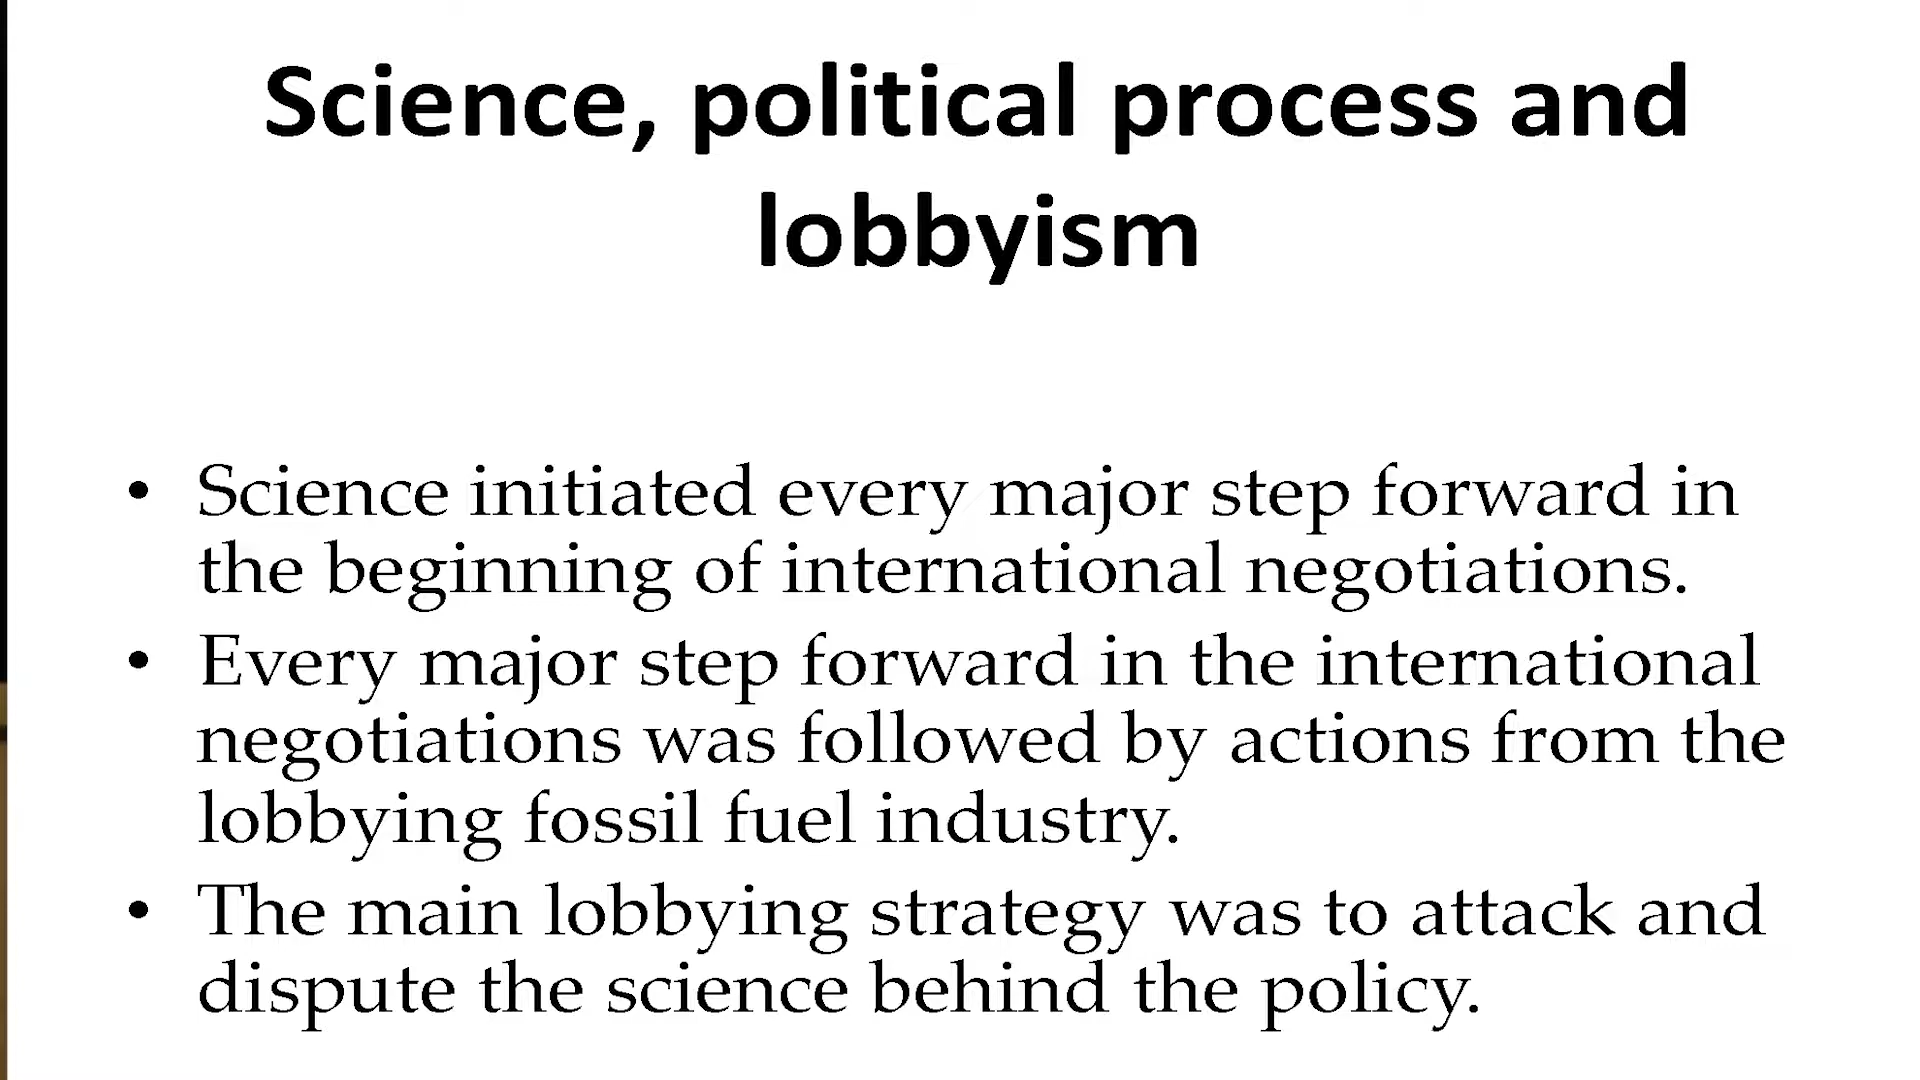 Science, political process and
lobbyism
• Science initiated every major step forward in
the beginning of international negotiations.
• Every major step forward in the international
negotiations was followed by actions from the
lobbying fossil fuel industry.
• The main lobbying strategy was to attack and
dispute the science behind the policy.